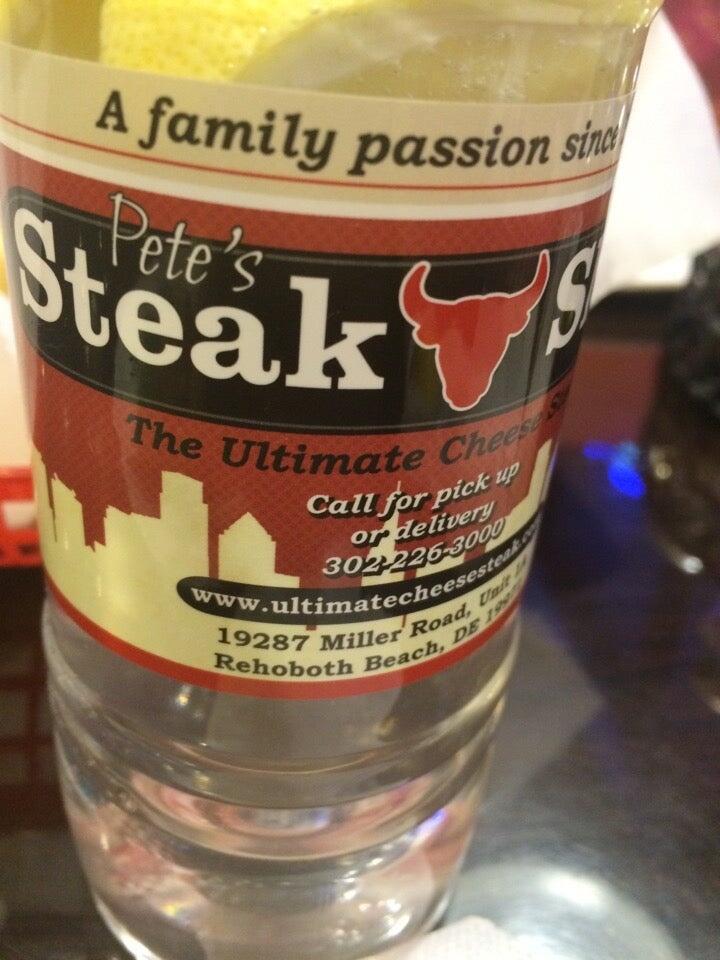 A family passion since
Pete's
Steak
The Ultimate Cheese
Call for pick up
or delivery
302-226-3000
www.ultimatecheesesteak.c
19287 Miller Road, Unit
Rehoboth Beach, DE